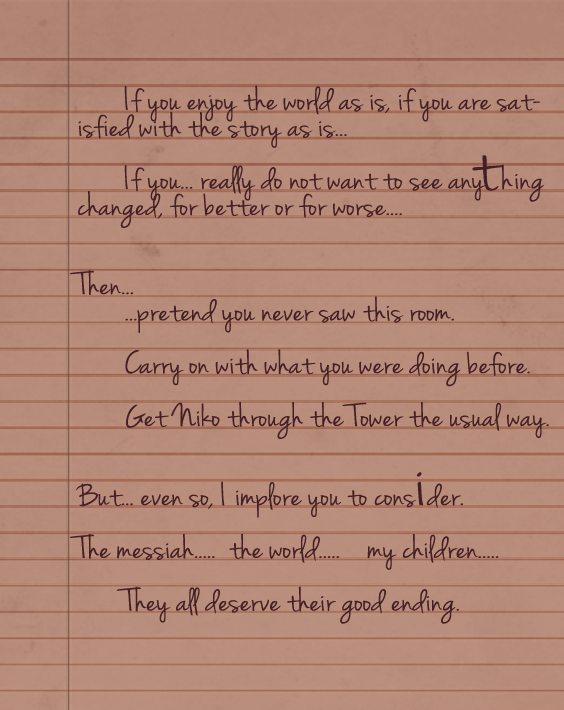 If you enjoy the world as is, if you are sat-
isfied with the story as is...
If you... really do not want to see anything
changed, for better or for worse....
Then...
...pretend you never saw this room.
Carry on with what you were doing before.
Get Niko through the Tower the usual way.
But... even so, I implore you to consider.
The messiah..... the world..... my children.....
They all deserve their good ending.